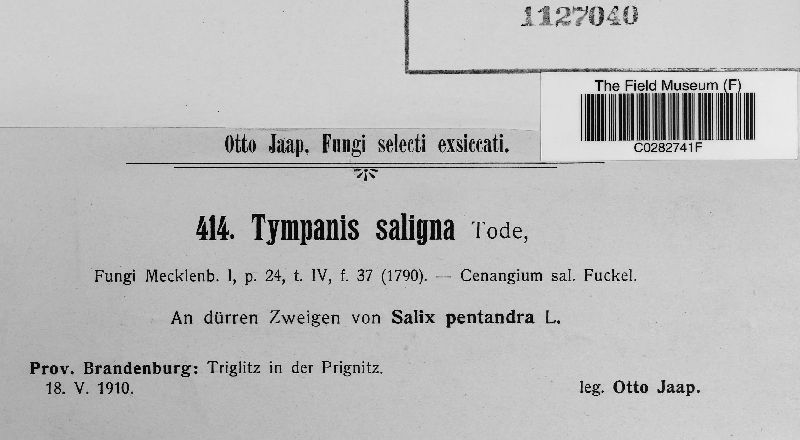 1127040
The Field Museum (F)
C0282741F
Otto Jaap, Fungi selecti exsiccati.
414. Tympanis saligna Tode,
Fungi Mecklenb. I, p. 24, t. IV, f. 37 (1790). — Cenangium sal. Fuckel.
An dürren Zweigen von Salix pentandra L.
Prov. Brandenburg: Triglitz in der Prignitz.
18. V. 1910. leg. Otto Jaap.